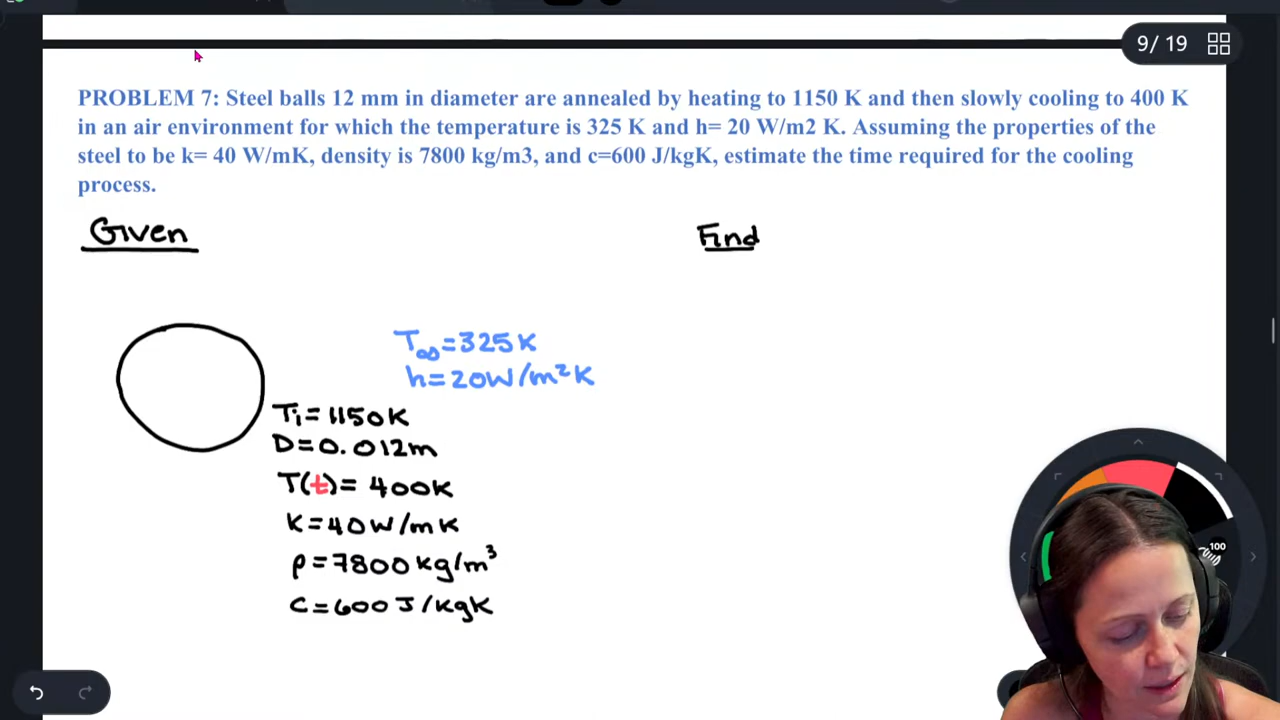 9/ 19
PROBLEM 7: Steel balls 12 mm in diameter are annealed by heating to 1150 K and then slowly cooling to 400 K
in an air environment for which the temperature is 325 K and h= 20 W/m2 K. Assuming the properties of the
steel to be k= 40 W/mK, density is 7800 kg/m3, and c=600 J/kgK, estimate the time required for the cooling
process.
Given
Find
T∞=325K
h=20W/m²K
Ti=1150K
D=0.012m
T(t)=400K
K=40W/mK
ρ=7800kg/m³
C=600J/kgK
100